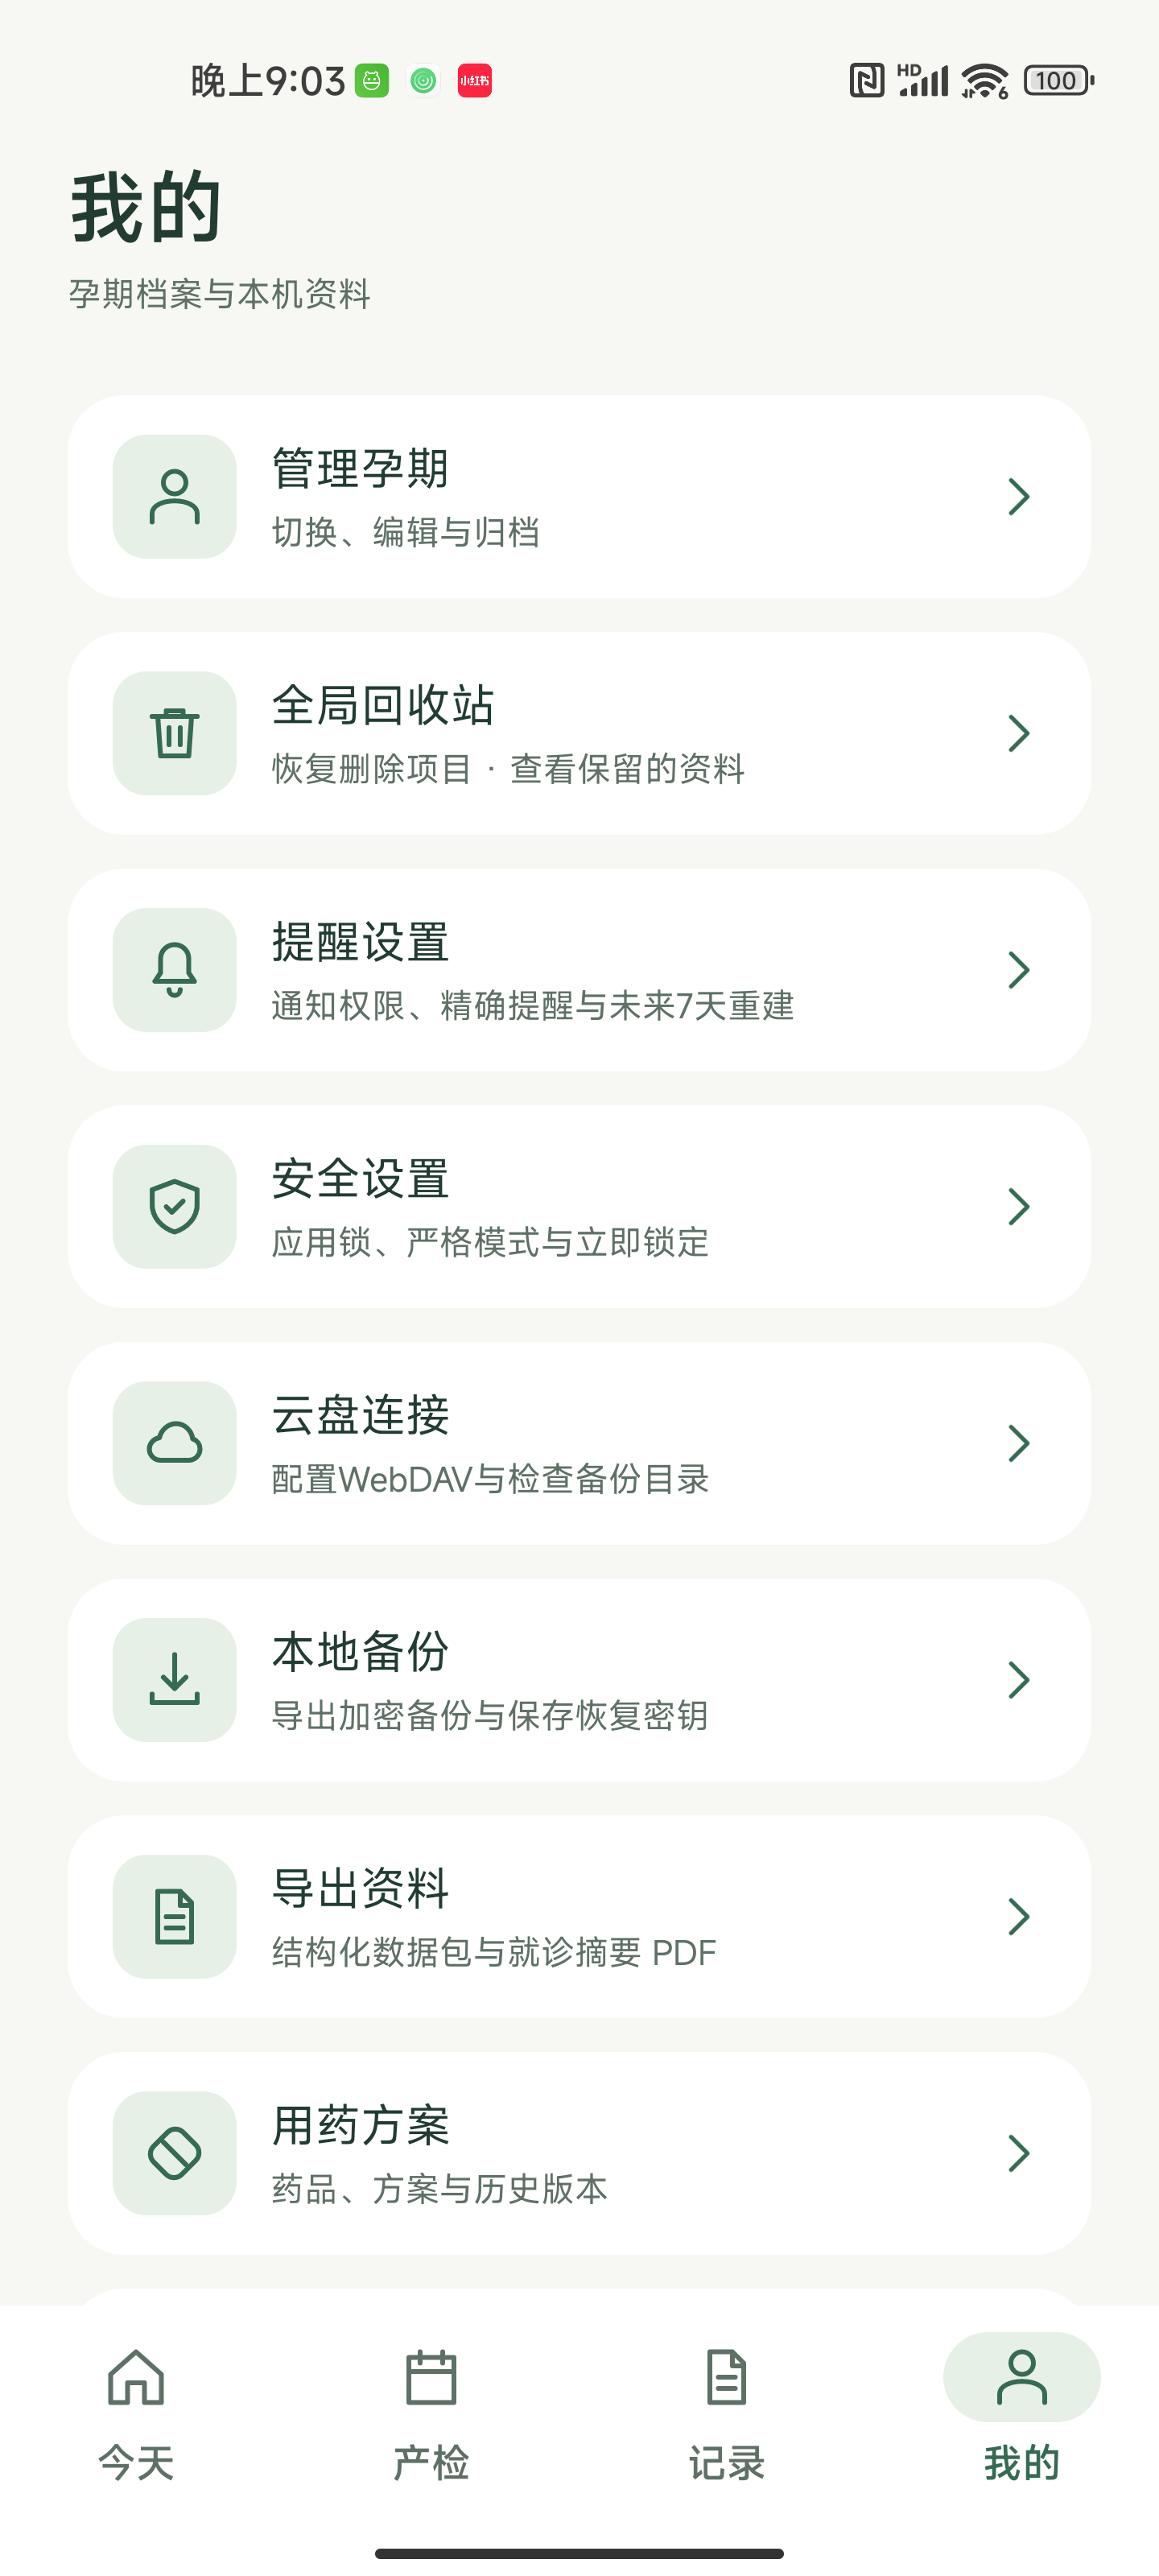 晚上9:03 小红书 HD 6 100
我的
孕期档案与本机资料
管理孕期
切换、编辑与归档
全局回收站
恢复删除项目 · 查看保留的资料
提醒设置
通知权限、精确提醒与未来7天重建
安全设置
应用锁、严格模式与立即锁定
云盘连接
配置WebDAV与检查备份目录
本地备份
导出加密备份与保存恢复密钥
导出资料
结构化数据包与就诊摘要 PDF
用药方案
药品、方案与历史版本
今天 产检 记录 我的